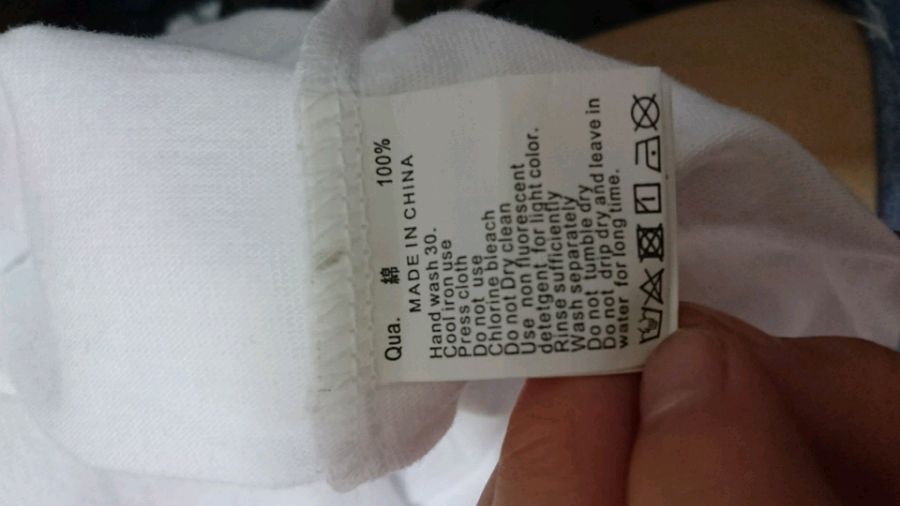 Qua. 綿 100%
MADE IN CHINA
Hand wash 30.
Cool iron use
Press cloth
Do not use
Chlorine bleach
Do not Dry clean
Use non fluorescent
detetgent, for light color.
Rinse sufficiently
Wash separately
Do not tumble dry
Do not drip dry and leave in
water for long time.